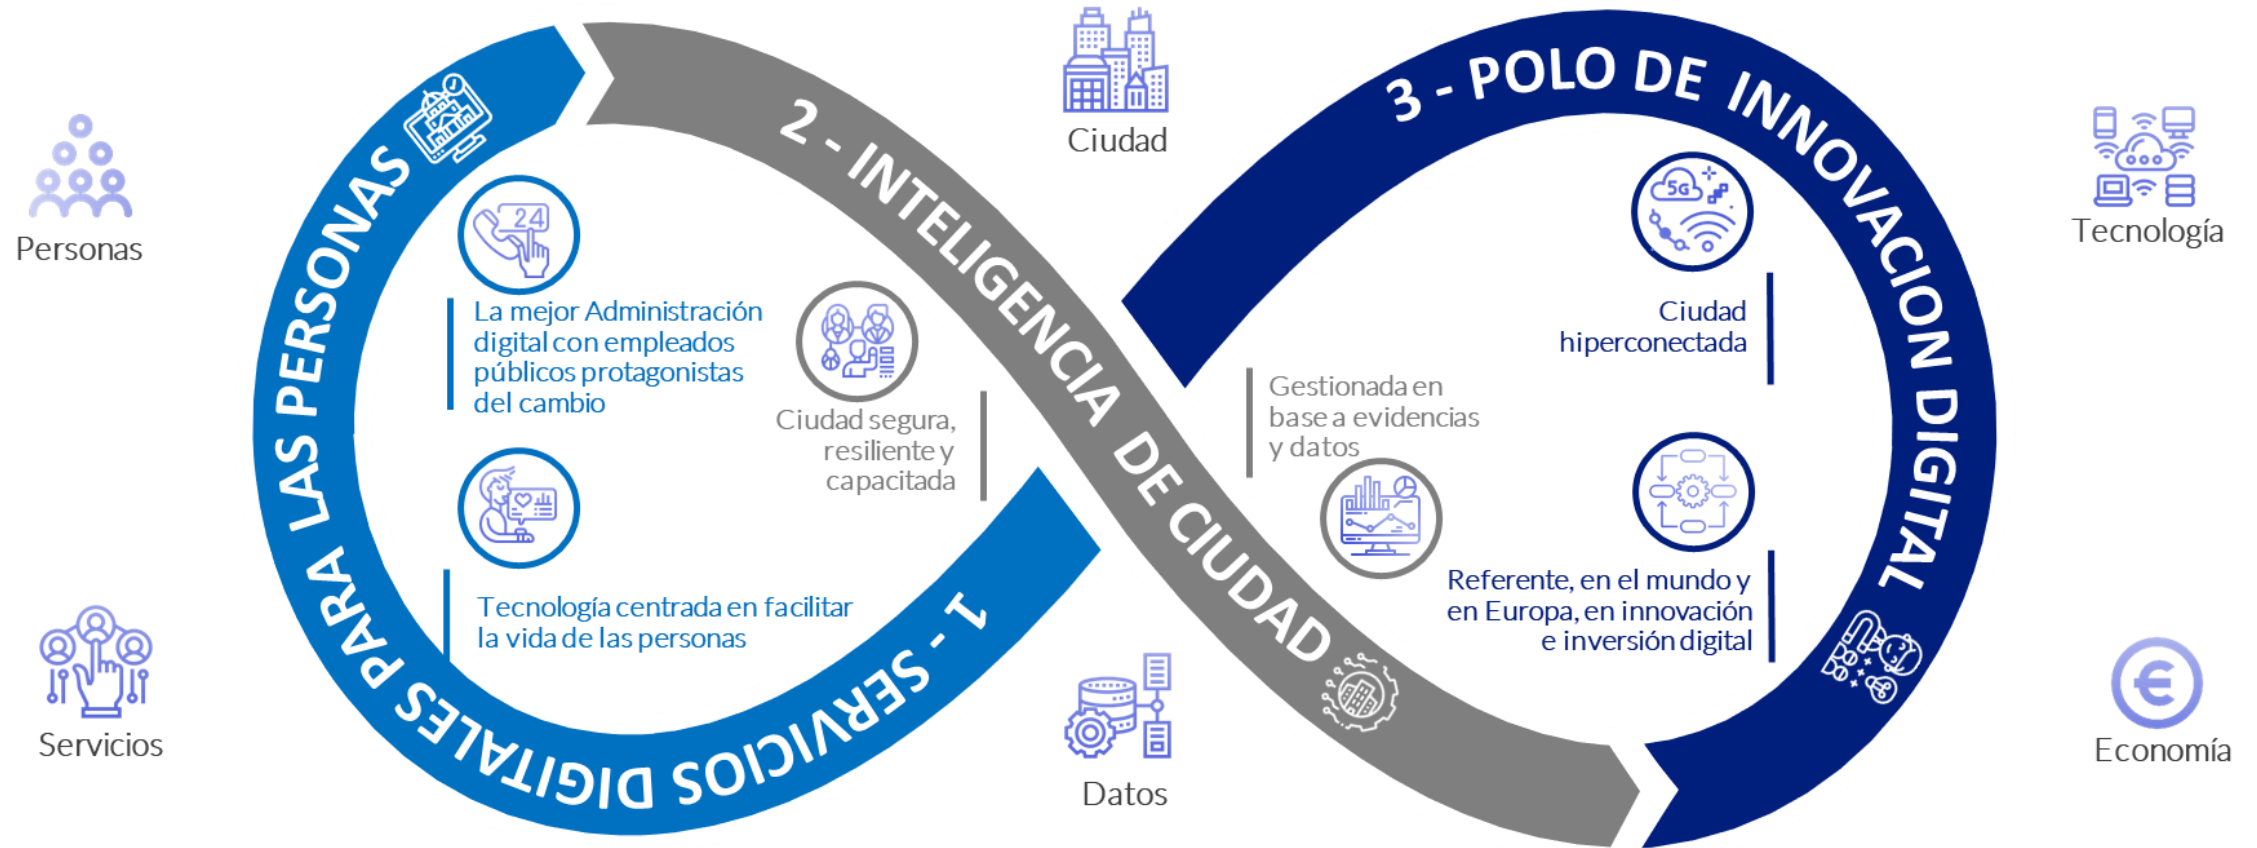 Personas
Servicios
1 - SERVICIOS DIGITALES PARA LAS PERSONAS
24
La mejor Administración
digital con empleados
públicos protagonistas
del cambio
Tecnología centrada en facilitar
la vida de las personas
Ciudad
2 - INTELIGENCIA DE CIUDAD
Ciudad segura,
resiliente y
capacitada
Gestionada en
base a evidencias
y datos
Datos
3 - POLO DE INNOVACION DIGITAL
5G
Ciudad
hiperconectada
Referente, en el mundo y
en Europa, en innovación
e inversión digital
Tecnología
€
Economía